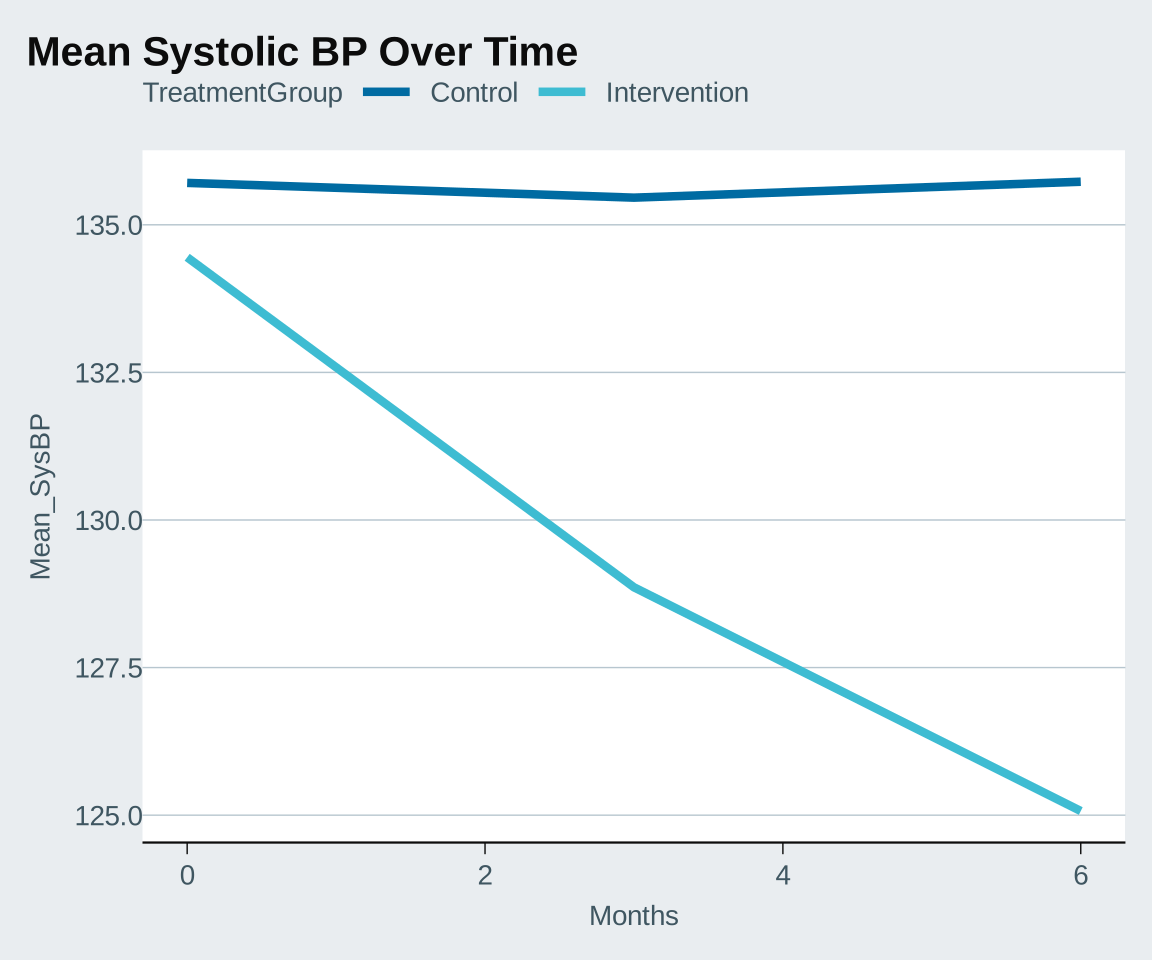 Mean Systolic BP Over Time
TreatmentGroup Control Intervention
135.0
132.5
130.0
127.5
125.0
Mean_SysBP
0 2 4 6
Months